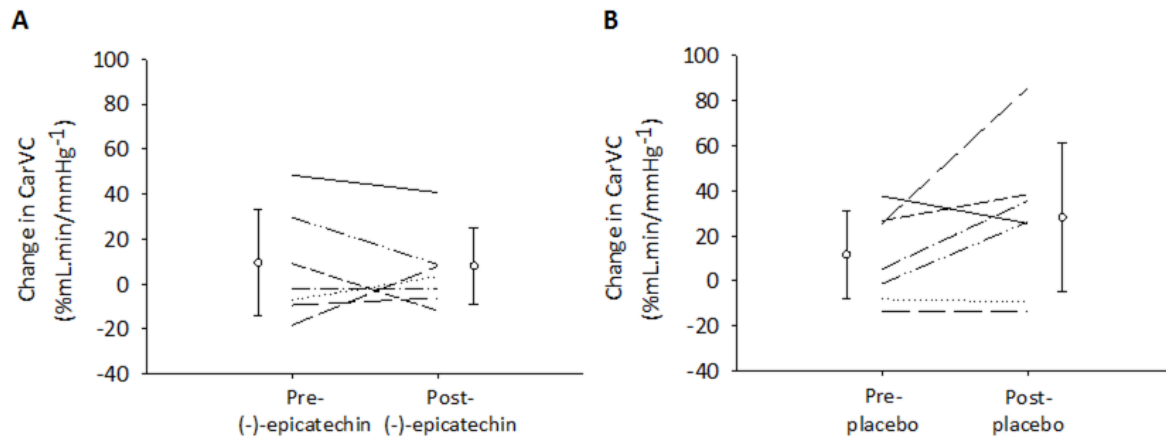 A
Change in CarVC
(%mL.min/mmHg⁻¹)
100
80
60
40
20
0
-20
-40
Pre-
(-)-epicatechin
Post-
(-)-epicatechin
B
Change in CarVC
(%mL.min/mmHg⁻¹)
100
80
60
40
20
0
-20
-40
Pre-
placebo
Post-
placebo